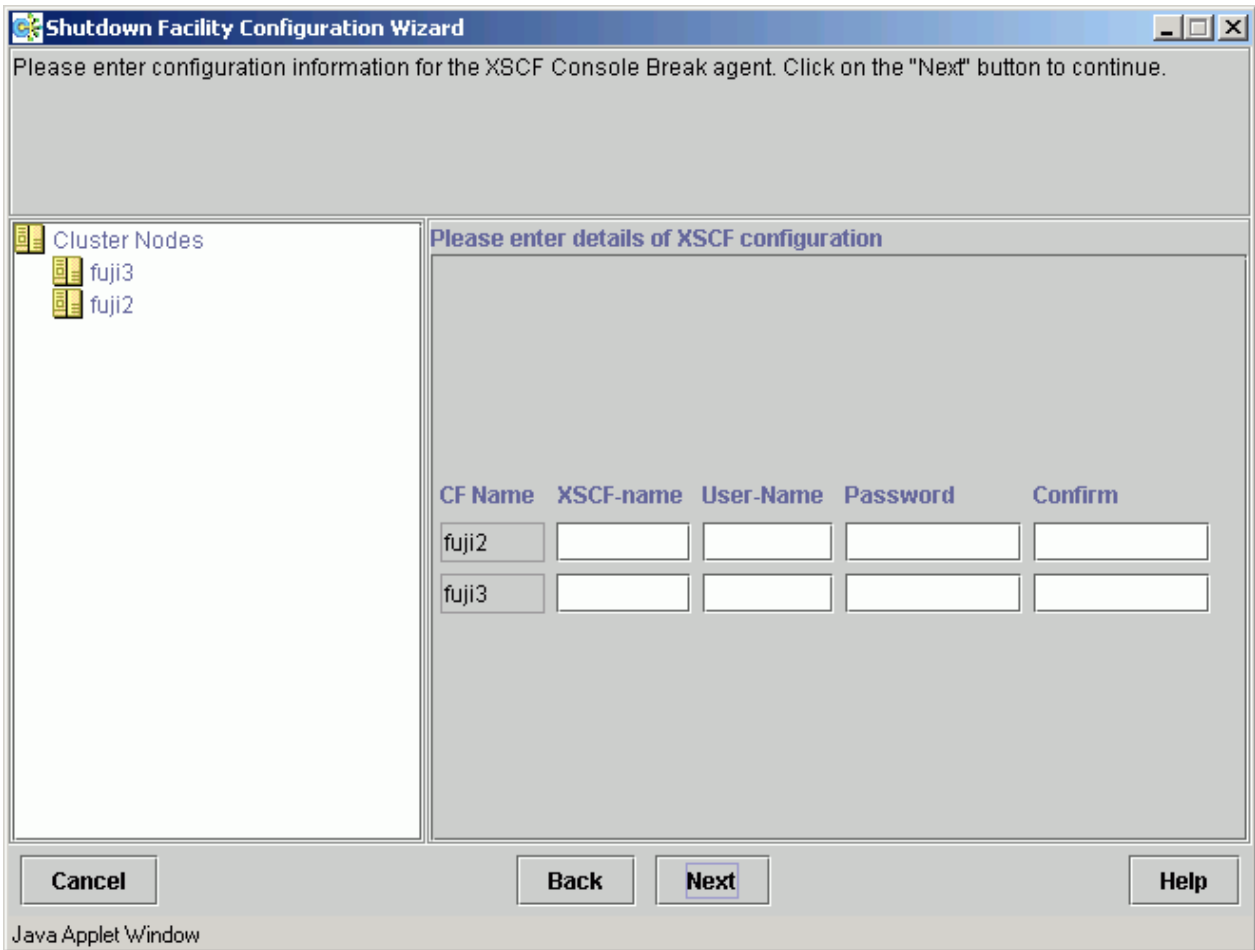 Shutdown Facility Configuration Wizard
Please enter configuration information for the XSCF Console Break agent. Click on the "Next" button to continue.
Cluster Nodes
fuji3
fuji2
Please enter details of XSCF configuration
CF Name XSCF-name User-Name Password Confirm
fuji2
fuji3
Cancel Back Next Help
Java Applet Window